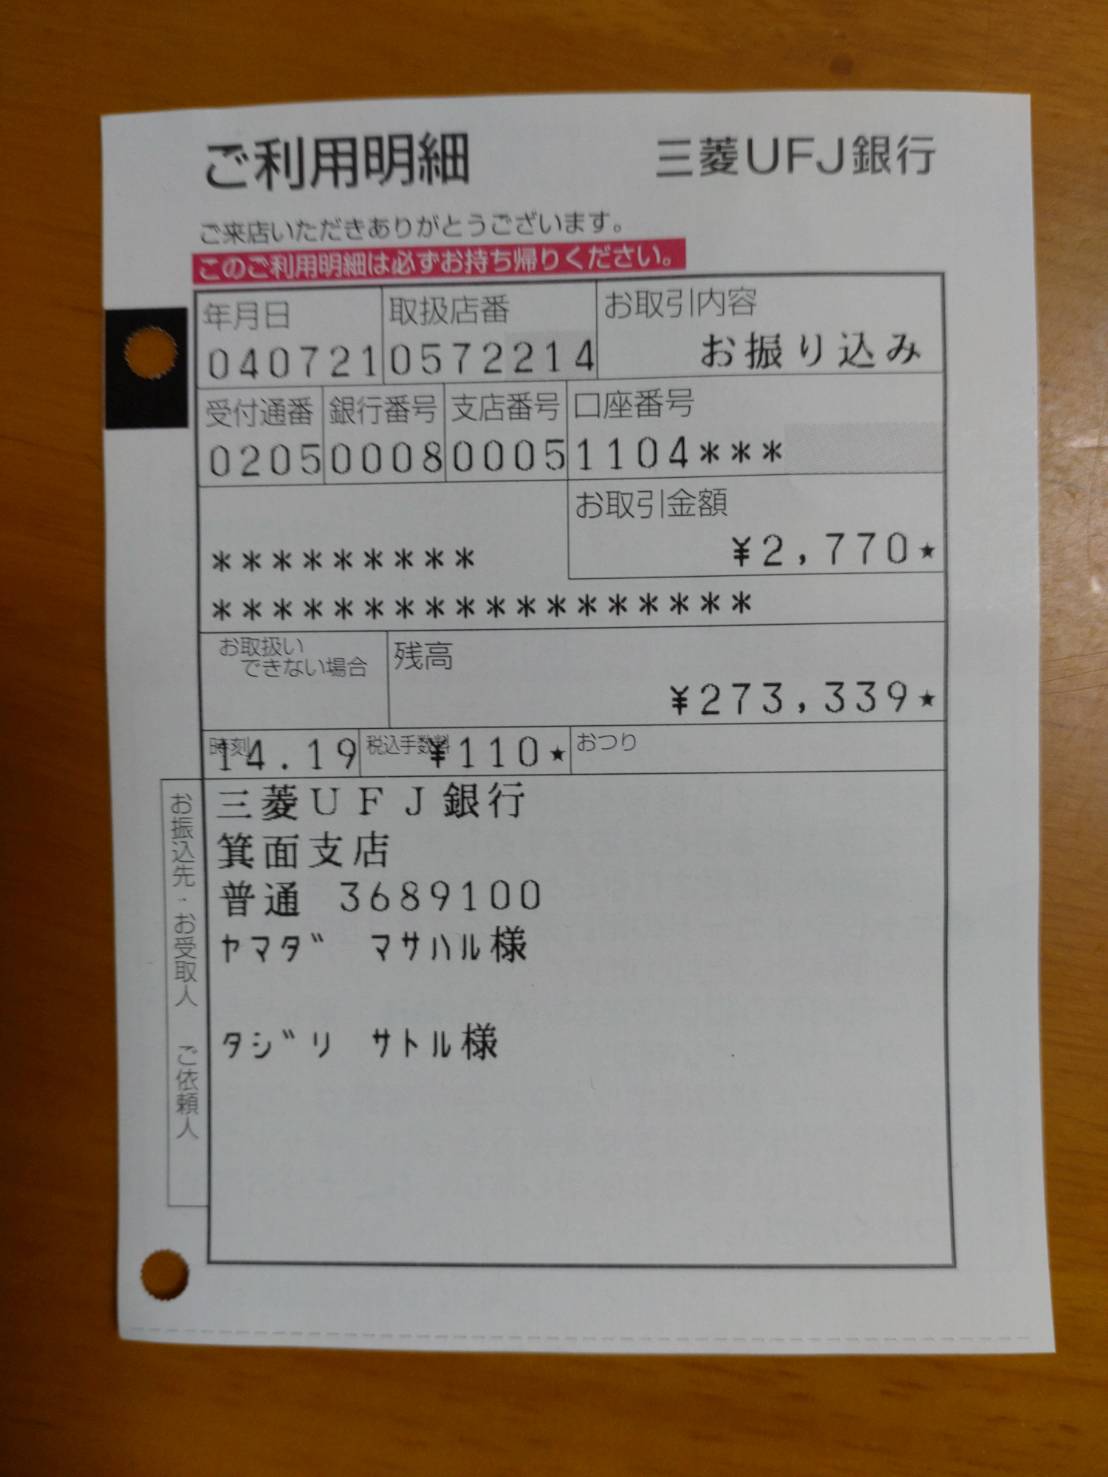 ご利用明細 三菱UFJ銀行
ご来店いただきありがとうございます。
このご利用明細は必ずお持ち帰りください。
年月日 取扱店番 お取引内容
040721 0572214 お振り込み
受付通番 銀行番号 支店番号 口座番号
0205 0008 0005 1104***
お取引金額
********* ¥2,770★
******************
お取扱いできない場合 残高
¥273,339★
時刻 14.19 税込手数料 ¥110★ おつり
お振込先・お受取人 ご依頼人
三菱UFJ銀行
箕面支店
普通 3689100
ヤマダ マサハル様
タジリ サトル様